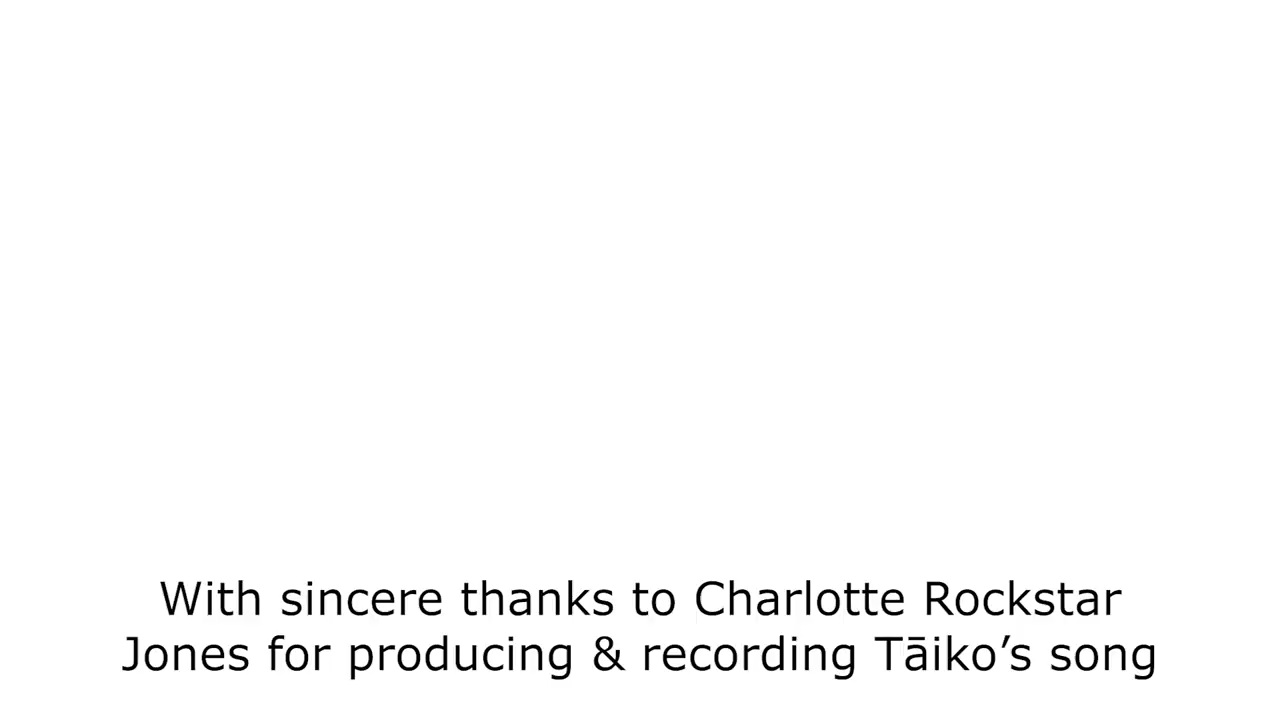 With sincere thanks to Charlotte Rockstar
Jones for producing & recording Tāiko’s song